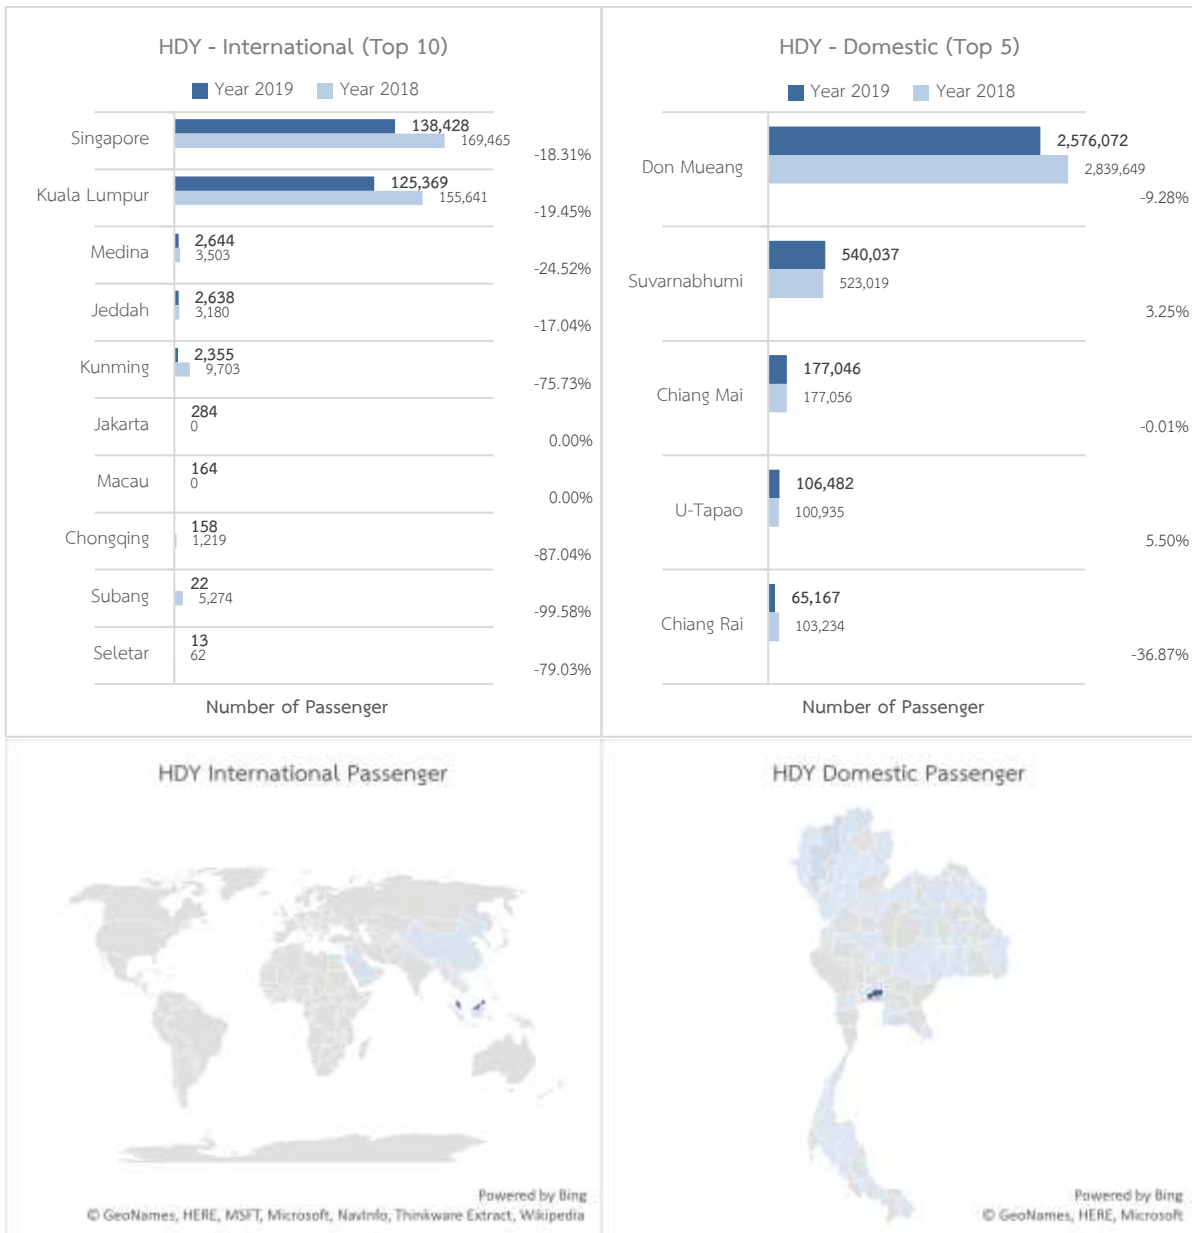 HDY - International (Top 10)
Year 2019 Year 2018
Singapore 138,428
169,465
-18.31%
Kuala Lumpur 125,369
155,641
-19.45%
Medina 2,644
3,503
-24.52%
Jeddah 2,638
3,180
-17.04%
Kunming 2,355
9,703
-75.73%
Jakarta 284
0
0.00%
Macau 164
0
0.00%
Chongqing 158
1,219
-87.04%
Subang 22
5,274
-99.58%
Seletar 13
62
-79.03%
Number of Passenger
HDY - Domestic (Top 5)
Year 2019 Year 2018
Don Mueang 2,576,072
2,839,649
-9.28%
Suvarnabhumi 540,037
523,019
3.25%
Chiang Mai 177,046
177,056
-0.01%
U-Tapao 106,482
100,935
5.50%
Chiang Rai 65,167
103,234
-36.87%
Number of Passenger
HDY International Passenger
Powered by Bing
© GeoNames, HERE, MSFT, Microsoft, NavInfo, Thinkware Extract, Wikipedia
HDY Domestic Passenger
Powered by Bing
© GeoNames, HERE, Microsoft